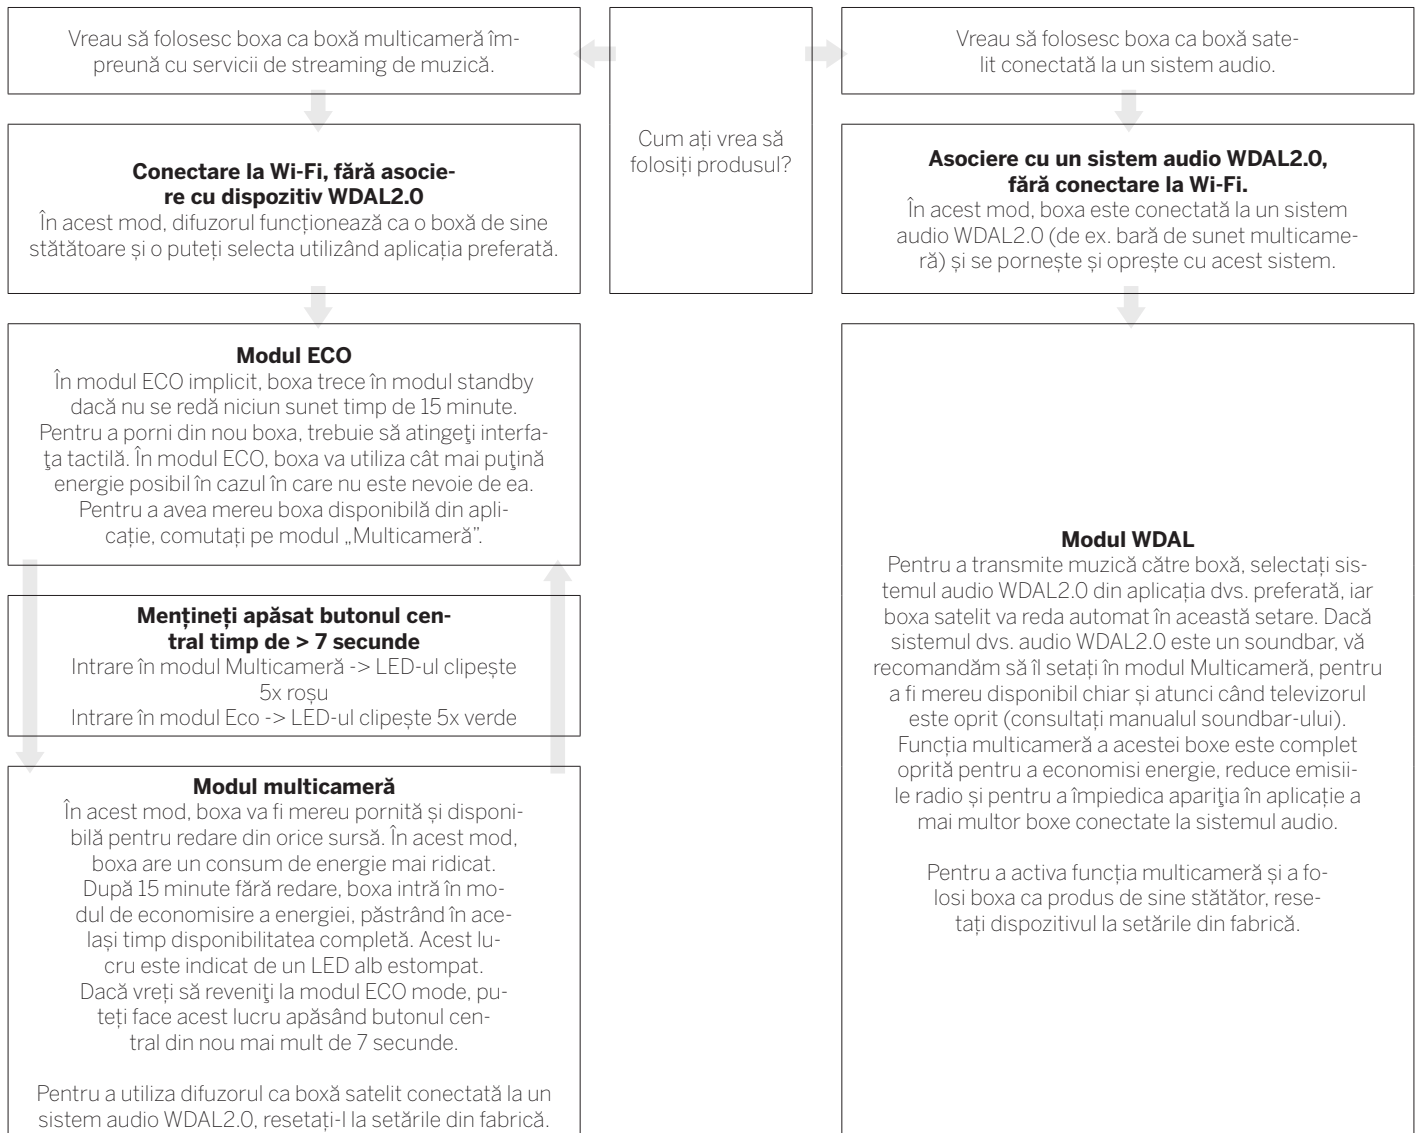 Vreau să folosesc boxa ca boxă multicameră îm-
preună cu servicii de streaming de muzică.
Conectare la Wi-Fi, fără asocie-
re cu dispozitiv WDAL2.0
În acest mod, difuzorul funcționează ca o boxă de sine
stătătoare și o puteți selecta utilizând aplicația preferată.
Modul ECO
În modul ECO implicit, boxa trece în modul standby
dacă nu se redă niciun sunet timp de 15 minute.
Pentru a porni din nou boxa, trebuie să atingeţi interfa-
ţa tactilă. În modul ECO, boxa va utiliza cât mai puţină
energie posibil în cazul în care nu este nevoie de ea.
Pentru a avea mereu boxa disponibilă din apli-
cație, comutați pe modul „Multicameră”.
Mențineți apăsat butonul cen-
tral timp de > 7 secunde
Intrare în modul Multicameră -> LED-ul clipește
5x roșu
Intrare în modul Eco -> LED-ul clipește 5x verde
Modul multicameră
În acest mod, boxa va fi mereu pornită și disponi-
bilă pentru redare din orice sursă. În acest mod,
boxa are un consum de energie mai ridicat.
După 15 minute fără redare, boxa intră în mo-
dul de economisire a energiei, păstrând în ace-
lași timp disponibilitatea completă. Acest lu-
cru este indicat de un LED alb estompat.
Dacă vreți să reveniţi la modul ECO mode, pu-
teți face acest lucru apăsând butonul cen-
tral din nou mai mult de 7 secunde.
Pentru a utiliza difuzorul ca boxă satelit conectată la un
sistem audio WDAL2.0, resetați-l la setările din fabrică.
Cum ați vrea să
folosiți produsul?
Vreau să folosesc boxa ca boxă sate-
lit conectată la un sistem audio.
Asociere cu un sistem audio WDAL2.0,
fără conectare la Wi-Fi.
În acest mod, boxa este conectată la un sistem
audio WDAL2.0 (de ex. bară de sunet multicame-
ră) și se pornește și oprește cu acest sistem.
Modul WDAL
Pentru a transmite muzică către boxă, selectați sis-
temul audio WDAL2.0 din aplicația dvs. preferată, iar
boxa satelit va reda automat în această setare. Dacă
sistemul dvs. audio WDAL2.0 este un soundbar, vă
recomandăm să îl setați în modul Multicameră, pentru
a fi mereu disponibil chiar și atunci când televizorul
este oprit (consultați manualul soundbar-ului).
Funcția multicameră a acestei boxe este complet
oprită pentru a economisi energie, reduce emisii-
le radio și pentru a împiedica apariţia în aplicație a
mai multor boxe conectate la sistemul audio.
Pentru a activa funcția multicameră și a fo-
losi boxa ca produs de sine stătător, rese-
tați dispozitivul la setările din fabrică.